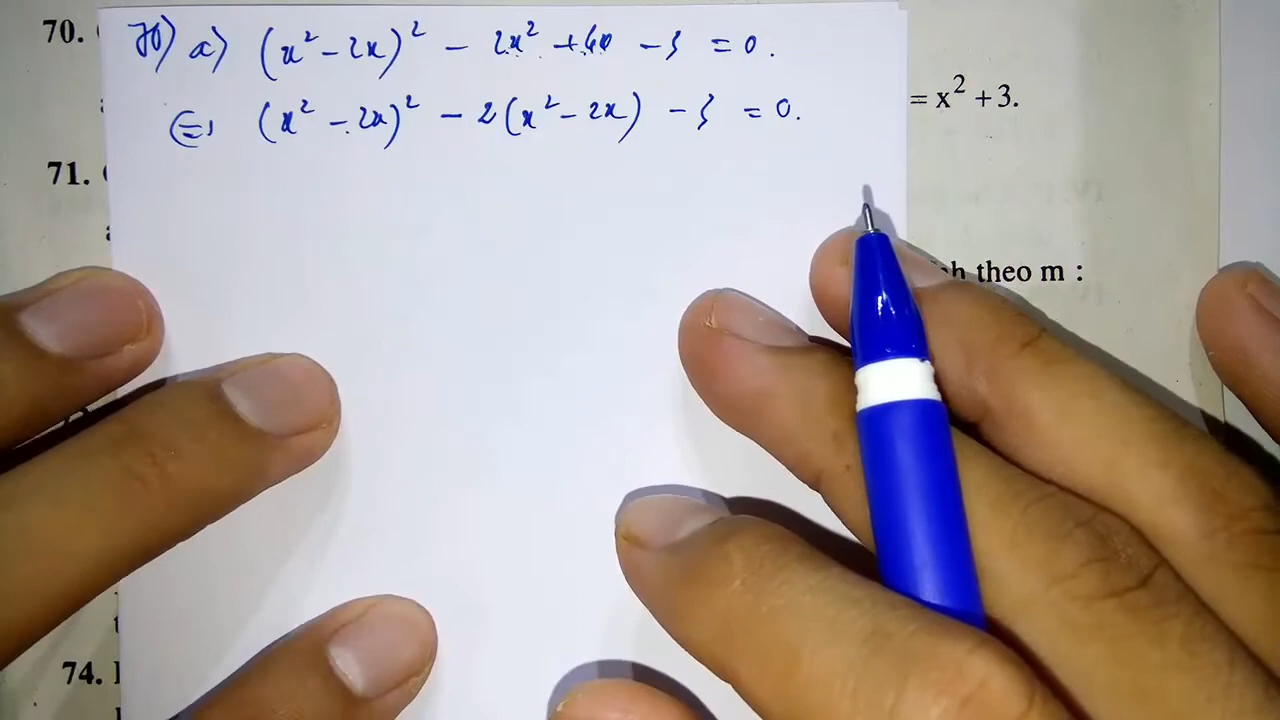 70.
70) a) (x² - 2x)² - 2x² + 4x - 3 = 0.
= x² + 3.
⇔ (x² - 2x)² - 2(x² - 2x) - 3 = 0.
71.
theo m :
74.